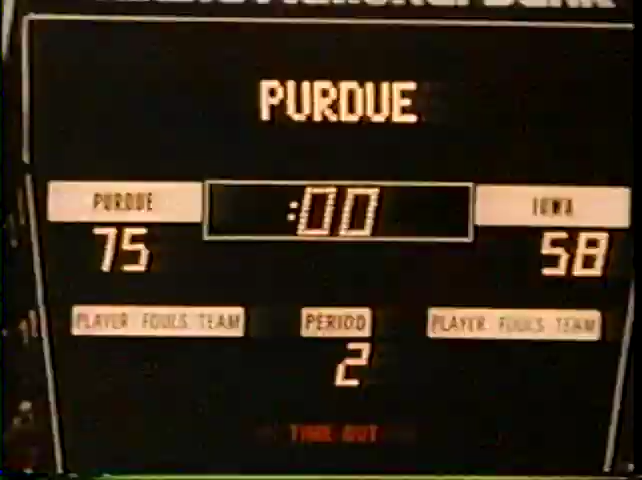 PURDUE
PURDUE :00 IOWA
75 58
PLAYER FOULS TEAM PERIOD PLAYER FOULS TEAM
2
TIME OUT